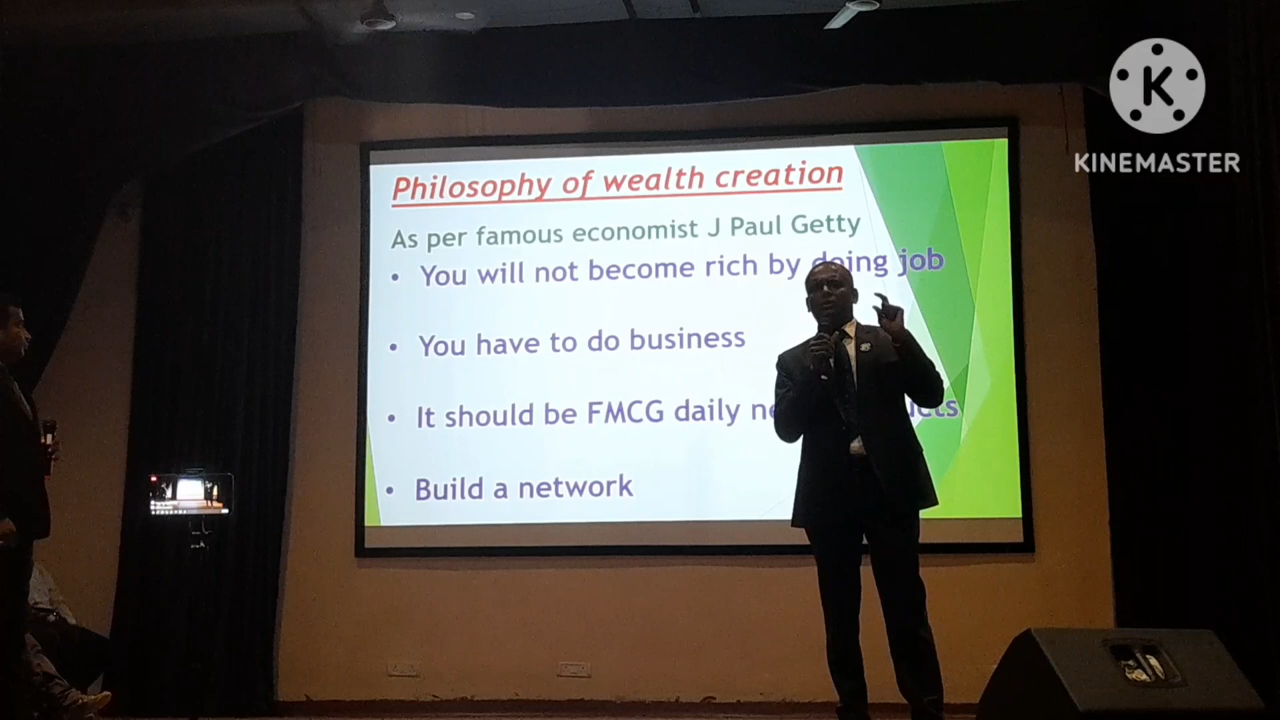 Philosophy of wealth creation
As per famous economist J Paul Getty
• You will not become rich by doing job
• You have to do business
• It should be FMCG daily
• Build a network
K
KINEMASTER